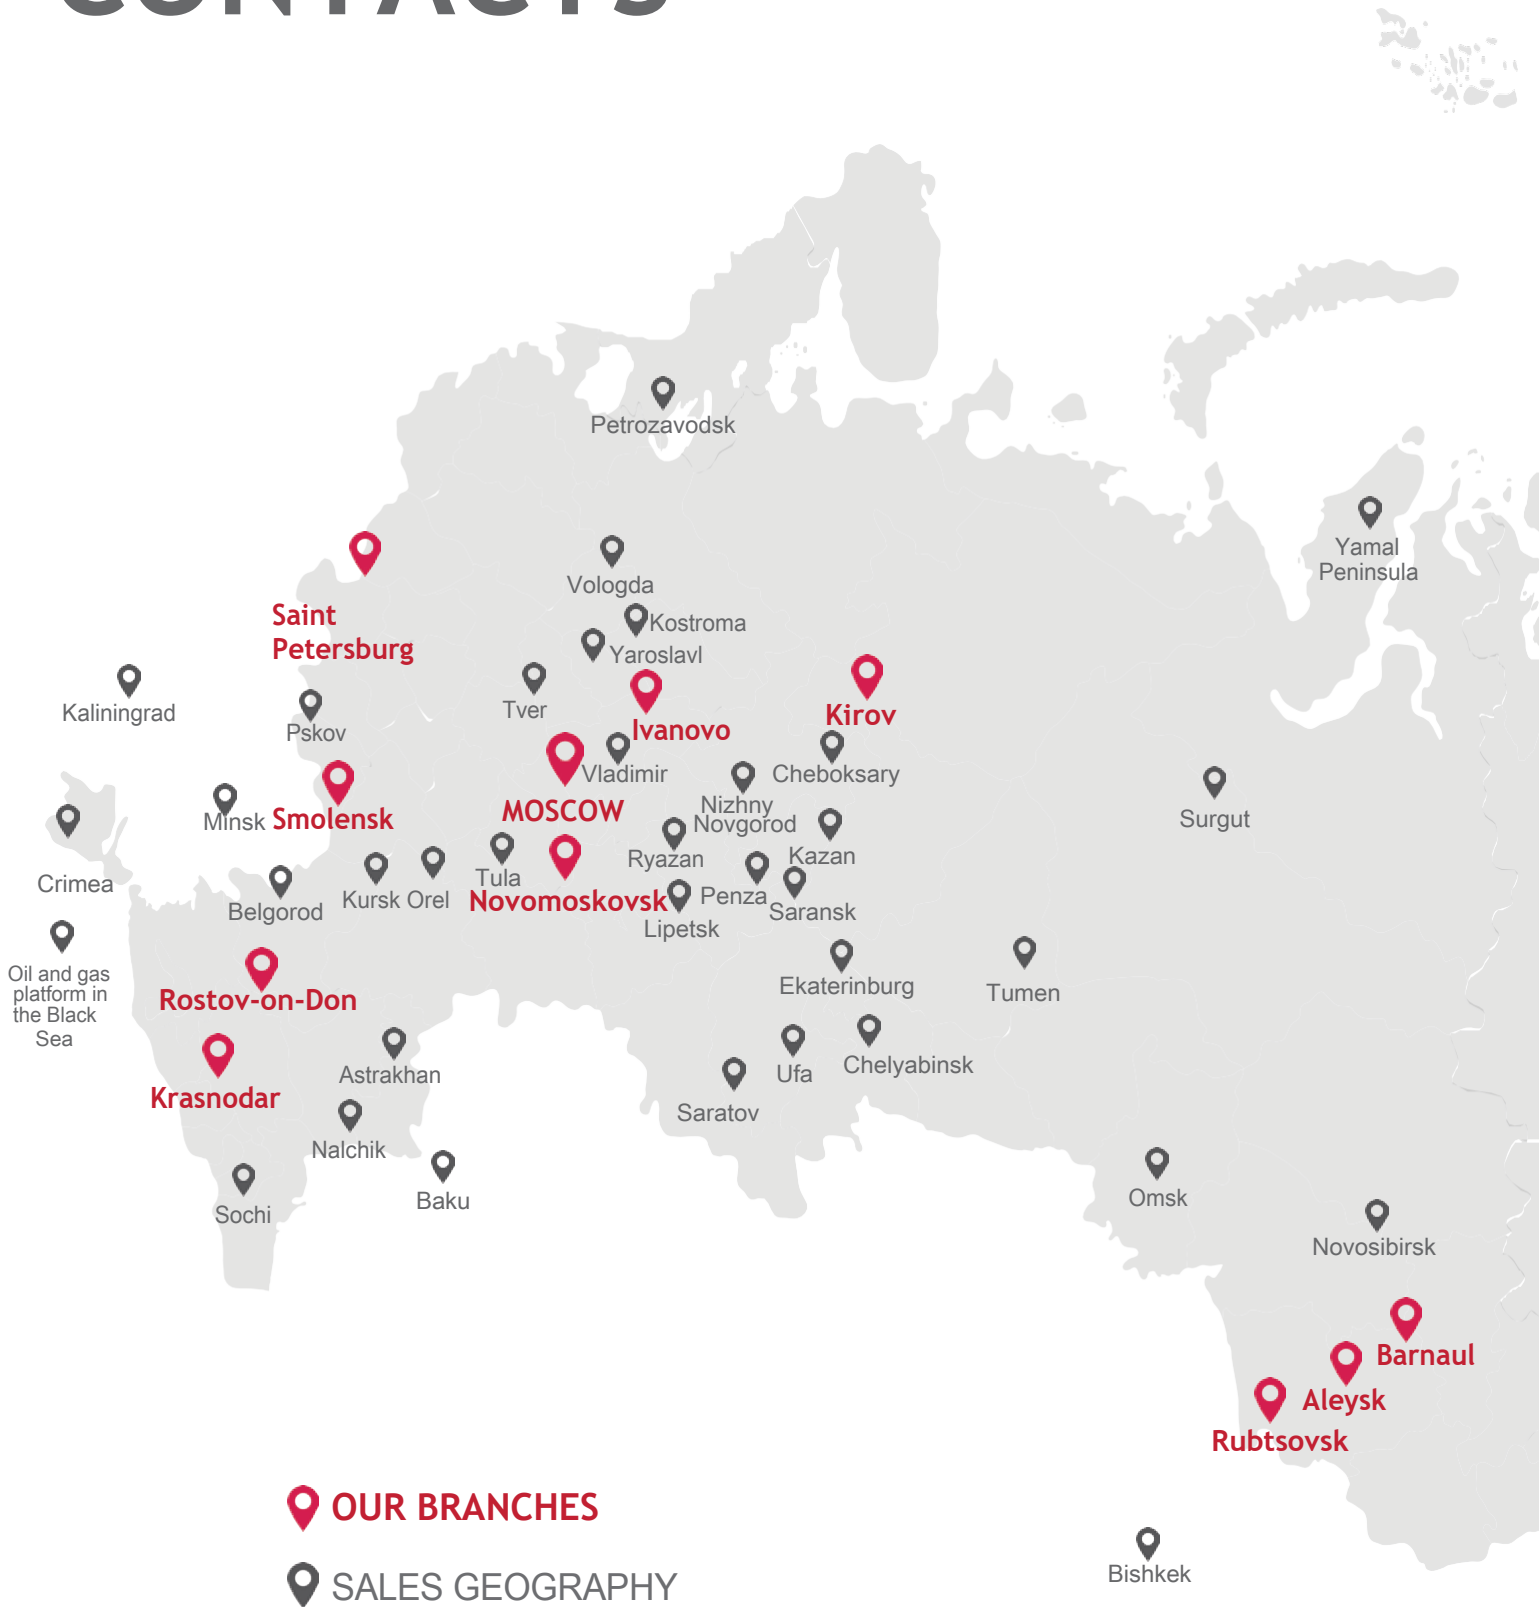 CONTACTS
Petrozavodsk
Yamal
Peninsula
Vologda
Saint
Petersburg
Kostroma
Yaroslavl
Kaliningrad
Pskov
Tver
Ivanovo
Kirov
Vladimir
Cheboksary
MOSCOW
Nizhny
Novgorod
Surgut
Minsk
Smolensk
Crimea
Belgorod
Kursk
Orel
Tula
Novomoskovsk
Ryazan
Kazan
Penza
Saransk
Lipetsk
Oil and gas
platform in
the Black
Sea
Rostov-on-Don
Ekaterinburg
Tumen
Krasnodar
Astrakhan
Ufa
Chelyabinsk
Saratov
Nalchik
Baku
Sochi
Omsk
Novosibirsk
Barnaul
Aleysk
Rubtsovsk
OUR BRANCHES
Bishkek
SALES GEOGRAPHY